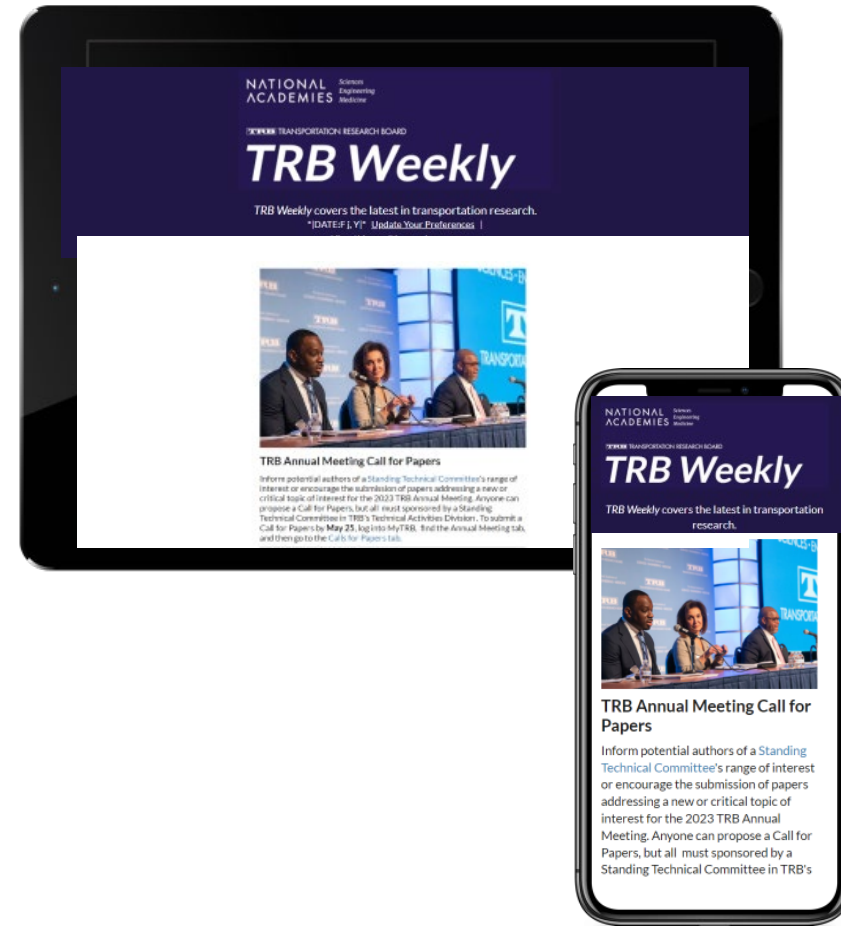 NATIONAL
ACADEMIES
Sciences
Engineering
Medicine
TRB TRANSPORTATION RESEARCH BOARD
TRB Weekly
TRB Weekly covers the latest in transportation research.
*|DATE:F j, Y|* Update Your Preferences |
TRB
TRB
TRB
SCIENCES-EN
T
TRANSPORTA
TRB Annual Meeting Call for Papers
Inform potential authors of a Standing Technical Committee's range of
interest or encourage the submission of papers addressing a new or
critical topic of interest for the 2023 TRB Annual Meeting. Anyone can
propose a Call for Papers, but all must sponsored by a Standing
Technical Committee in TRB's Technical Activities Division. To submit a
Call for Papers by May 25, log into MyTRB, find the Annual Meeting tab,
and then go to the Calls for Papers tab.
NATIONAL
ACADEMIES
Sciences
Engineering
Medicine
TRB TRANSPORTATION RESEARCH BOARD
TRB Weekly
TRB Weekly covers the latest in transportation
research.
TRB
TRB
T
TRANSPORTA
TRB Annual Meeting Call for
Papers
Inform potential authors of a Standing
Technical Committee's range of interest
or encourage the submission of papers
addressing a new or critical topic of
interest for the 2023 TRB Annual
Meeting. Anyone can propose a Call for
Papers, but all must sponsored by a
Standing Technical Committee in TRB's